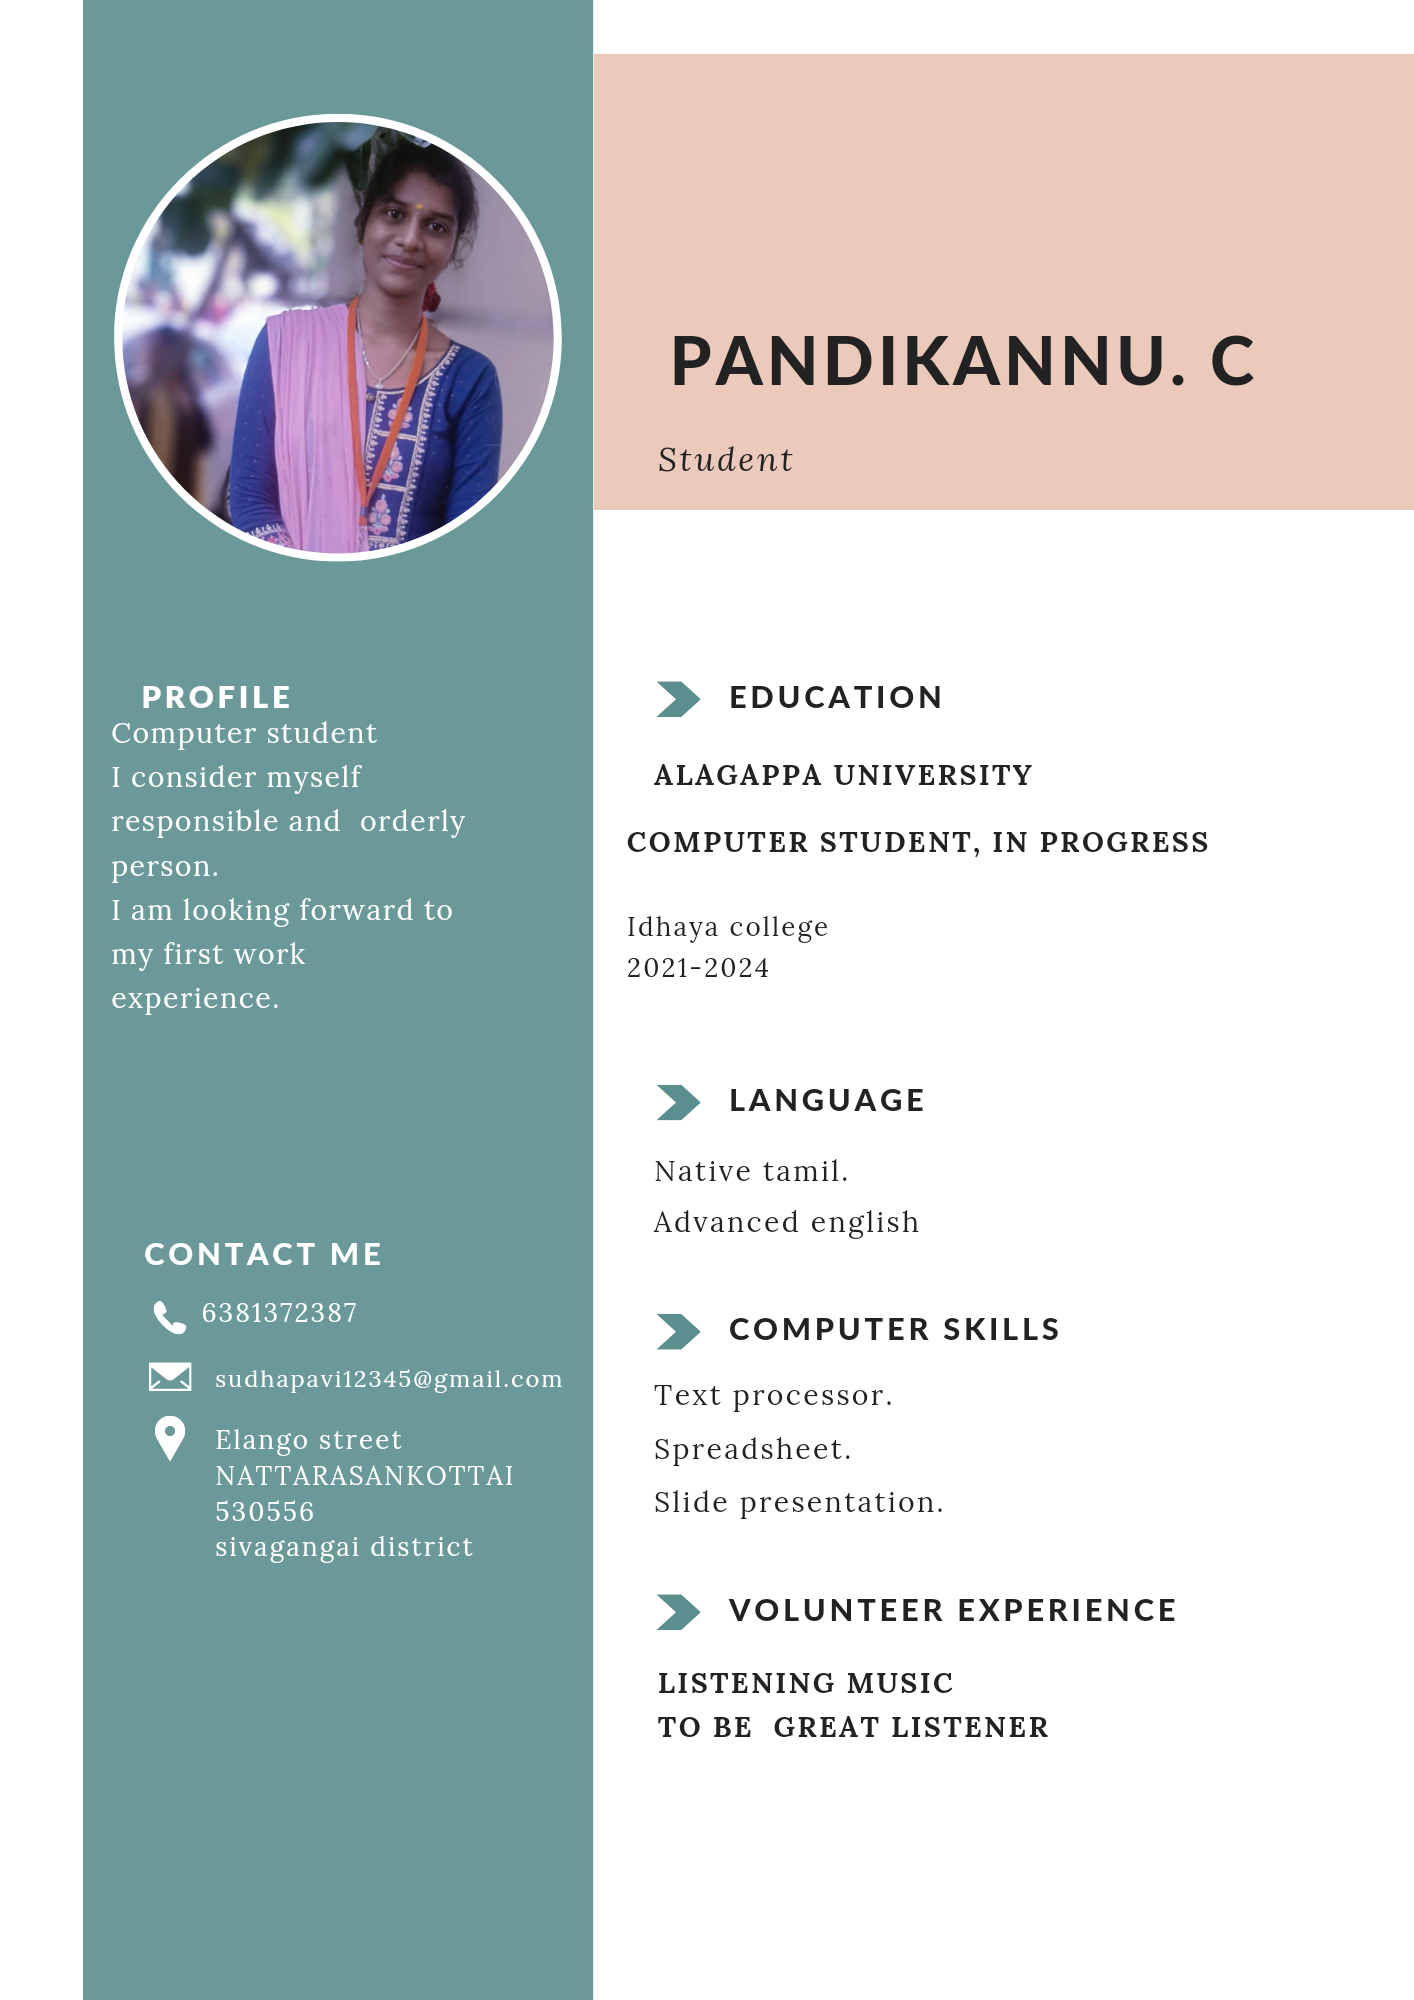 PANDIKANNU. C
Student
PROFILE
Computer student
I consider myself
responsible and  orderly
person.
I am looking forward to
my first work
experience.
CONTACT ME
6381372387
sudhapavi12345@gmail.com
Elango street
NATTARASANKOTTAI
530556
sivagangai district
EDUCATION
ALAGAPPA UNIVERSITY
COMPUTER STUDENT, IN PROGRESS
Idhaya college
2021-2024
LANGUAGE
Native tamil.
Advanced english
COMPUTER SKILLS
Text processor.
Spreadsheet.
Slide presentation.
VOLUNTEER EXPERIENCE
LISTENING MUSIC
TO BE  GREAT LISTENER